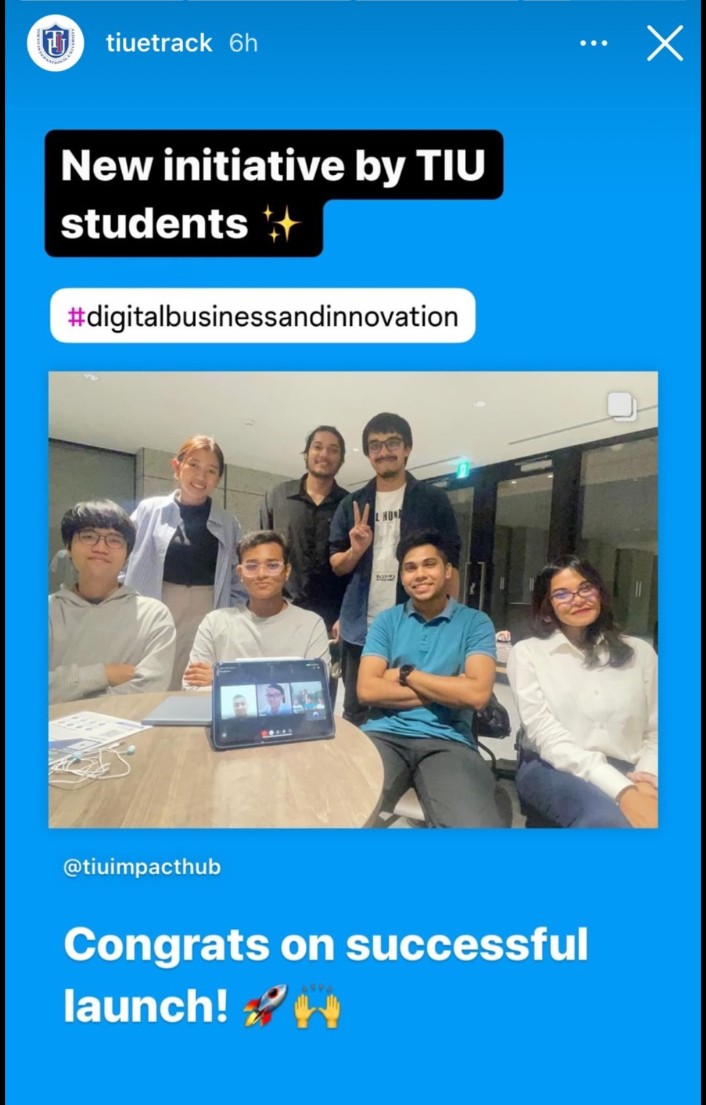 tiuetrack 6h
New initiative by TIU
students ✨
#digitalbusinessandinnovation
@tiuimpacthub
Congrats on successful
launch! 🚀🙌